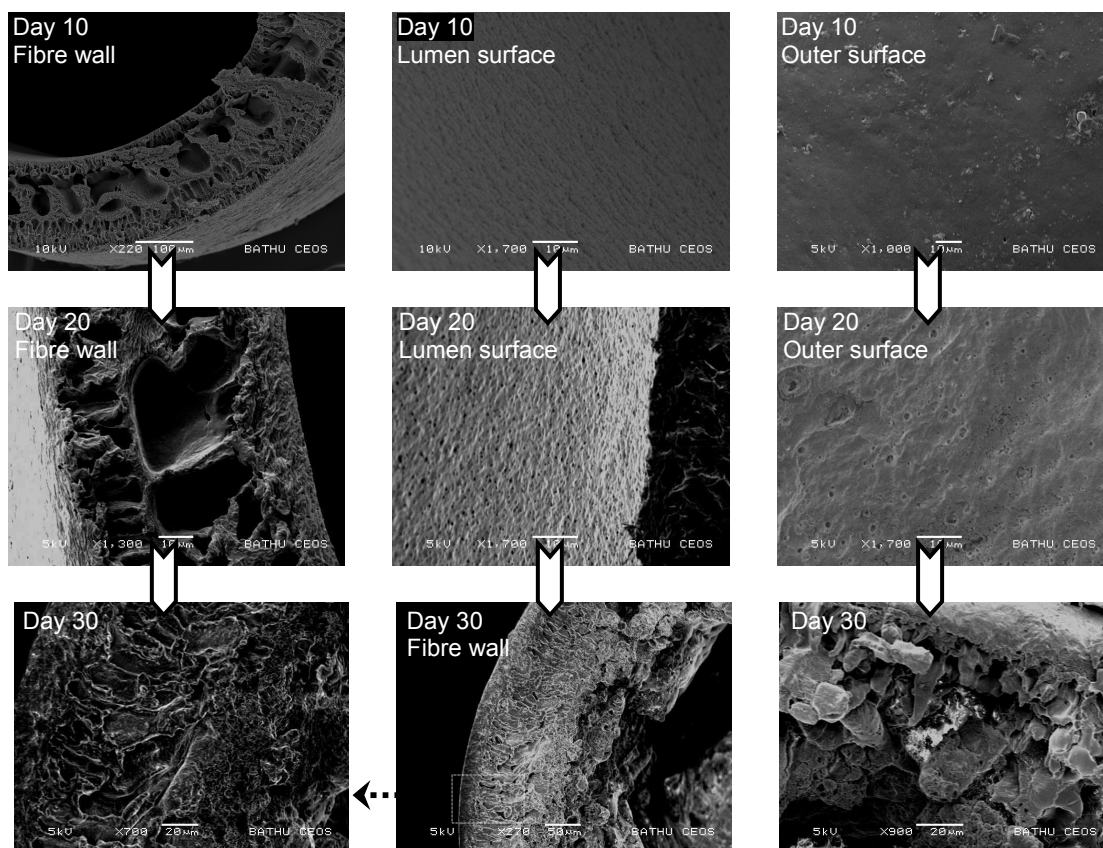 Day 10
Fibre wall
10kV X220 100µm BATHU CEOS
Day 10
Lumen surface
10kV X1,700 10µm BATHU CEOS
Day 10
Outer surface
5kV X1,000 10µm BATHU CEOS
Day 20
Fibre wall
5kV X1,300 10µm BATHU CEOS
Day 20
Lumen surface
5kV X1,700 10µm BATHU CEOS
Day 20
Outer surface
5kV X1,700 10µm BATHU CEOS
Day 30
5kV X700 20µm BATHU CEOS
Day 30
Fibre wall
5kV X270 50µm BATHU CEOS
Day 30
5kV X900 20µm BATHU CEOS